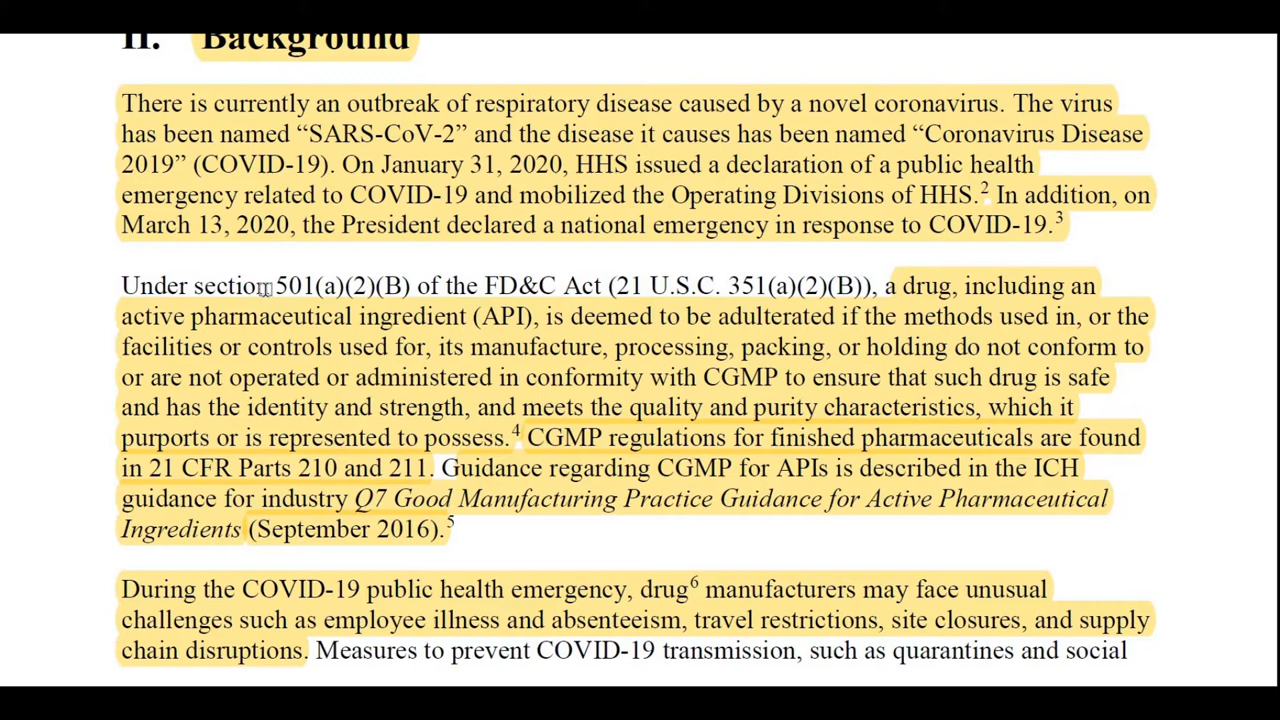 II. Background
There is currently an outbreak of respiratory disease caused by a novel coronavirus. The virus
has been named “SARS-CoV-2” and the disease it causes has been named “Coronavirus Disease
2019” (COVID-19). On January 31, 2020, HHS issued a declaration of a public health
emergency related to COVID-19 and mobilized the Operating Divisions of HHS.2 In addition, on
March 13, 2020, the President declared a national emergency in response to COVID-19.3
Under section 501(a)(2)(B) of the FD&C Act (21 U.S.C. 351(a)(2)(B)), a drug, including an
active pharmaceutical ingredient (API), is deemed to be adulterated if the methods used in, or the
facilities or controls used for, its manufacture, processing, packing, or holding do not conform to
or are not operated or administered in conformity with CGMP to ensure that such drug is safe
and has the identity and strength, and meets the quality and purity characteristics, which it
purports or is represented to possess.4 CGMP regulations for finished pharmaceuticals are found
in 21 CFR Parts 210 and 211. Guidance regarding CGMP for APIs is described in the ICH
guidance for industry Q7 Good Manufacturing Practice Guidance for Active Pharmaceutical
Ingredients (September 2016).5
During the COVID-19 public health emergency, drug6 manufacturers may face unusual
challenges such as employee illness and absenteeism, travel restrictions, site closures, and supply
chain disruptions. Measures to prevent COVID-19 transmission, such as quarantines and social